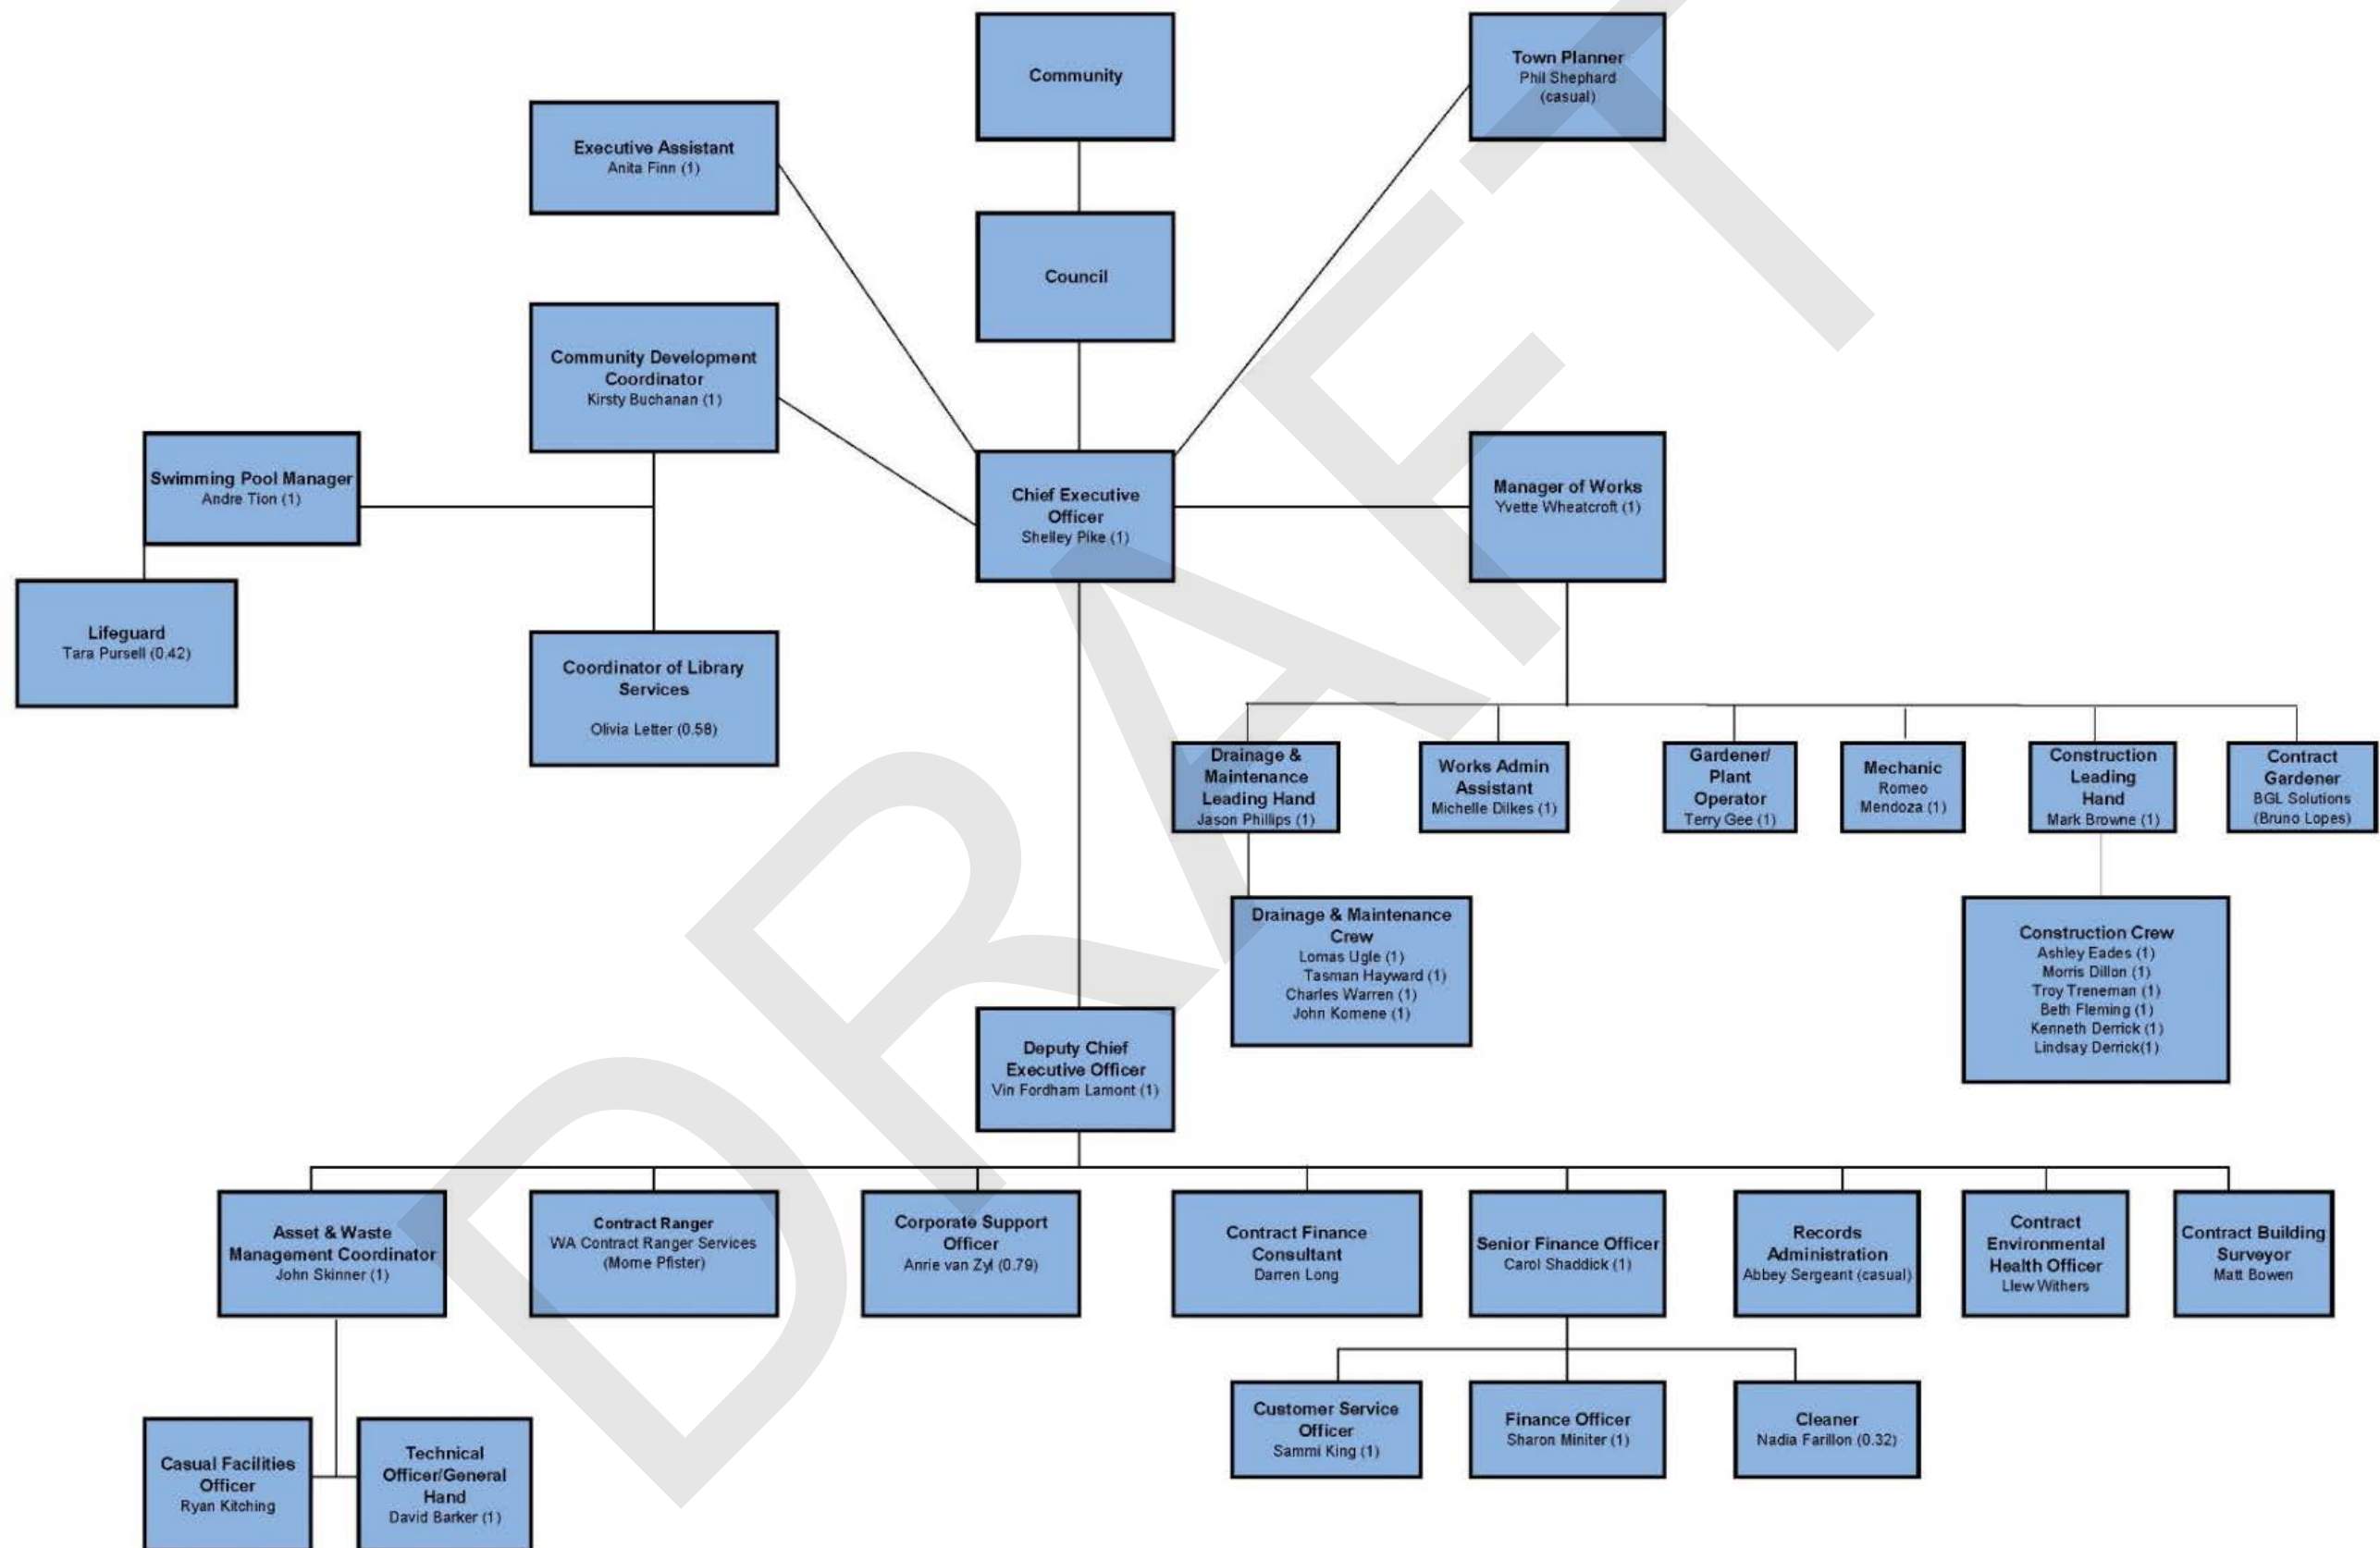 Community
Town Planner
Phil Shephard
(casual)
Executive Assistant
Anita Finn (1)
Council
Community Development
Coordinator
Kirsty Buchanan (1)
Swimming Pool Manager
Andre Tion (1)
Chief Executive
Officer
Shelley Pike (1)
Manager of Works
Yvette Wheatcroft (1)
Lifeguard
Tara Pursell (0.42)
Coordinator of Library
Services
Olivia Letter (0.58)
Drainage &
Maintenance
Leading Hand
Jason Phillips (1)
Works Admin
Assistant
Michelle Dilkes (1)
Gardener/
Plant
Operator
Terry Gee (1)
Mechanic
Romeo
Mendoza (1)
Construction
Leading
Hand
Mark Browne (1)
Contract
Gardener
BGL Solutions
(Bruno Lopes)
Drainage & Maintenance
Crew
Lomas Ugle (1)
Tasman Hayward (1)
Charles Warren (1)
John Komene (1)
Construction Crew
Ashley Eades (1)
Morris Dillon (1)
Troy Treneman (1)
Beth Fleming (1)
Kenneth Derrick (1)
Lindsay Derrick(1)
Deputy Chief
Executive Officer
Vin Fordham Lamont (1)
Asset & Waste
Management Coordinator
John Skinner (1)
Contract Ranger
WA Contract Ranger Services
(Morne Pfister)
Corporate Support
Officer
Anrie van Zyl (0.79)
Contract Finance
Consultant
Darren Long
Senior Finance Officer
Carol Shaddick (1)
Records
Administration
Abbey Sergeant (casual)
Contract
Environmental
Health Officer
Llew Withers
Contract Building
Surveyor
Matt Bowen
Customer Service
Officer
Sammi King (1)
Finance Officer
Sharon Miniter (1)
Cleaner
Nadia Farillon (0.32)
Casual Facilities
Officer
Ryan Kitching
Technical
Officer/General
Hand
David Barker (1)
DRAFT